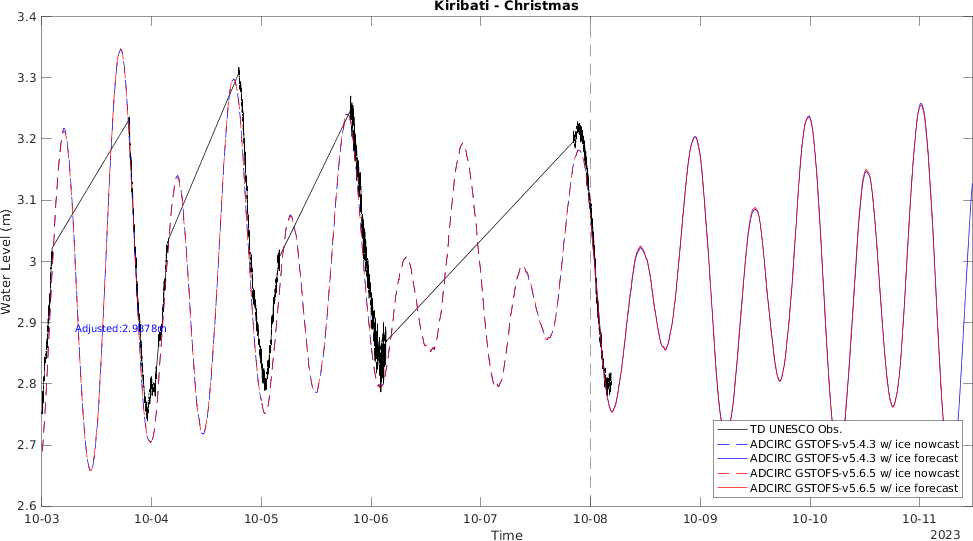 Kiribati - Christmas
3.4
3.3
3.2
3.1
3
2.9
2.8
2.7
2.6
Water Level (m)
Adjusted:2.9878m
TD UNESCO Obs.
ADCIRC GSTOFS-v5.4.3 w/ ice nowcast
ADCIRC GSTOFS-v5.4.3 w/ ice forecast
ADCIRC GSTOFS-v5.6.5 w/ ice nowcast
ADCIRC GSTOFS-v5.6.5 w/ ice forecast
10-03 10-04 10-05 10-06 10-07 10-08 10-09 10-10 10-11
Time
2023